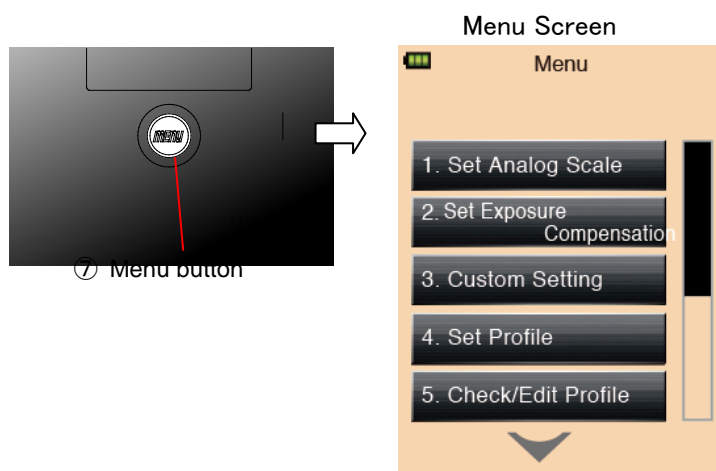 Menu Screen
Menu
MENU
⑦ Menu button
1. Set Analog Scale
2. Set Exposure
Compensation
3. Custom Setting
4. Set Profile
5. Check/Edit Profile